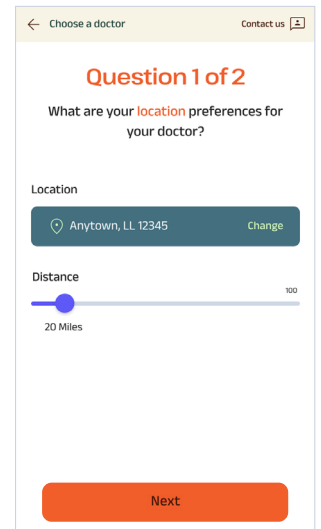 Choose a doctor
Contact us
Question 1 of 2
What are your location preferences for
your doctor?
Location
Anytown, LL 12345
Change
Distance
100
20 Miles
Next